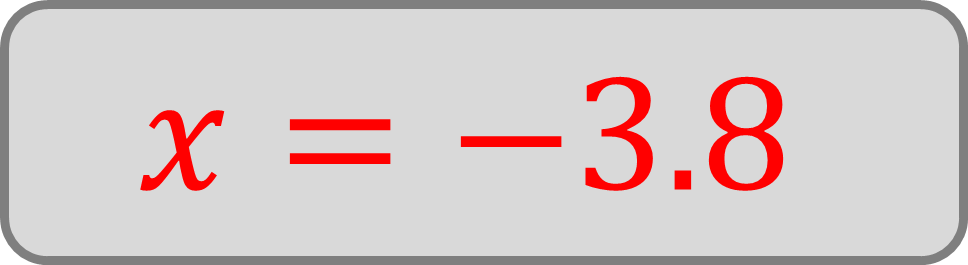 x = −3.8